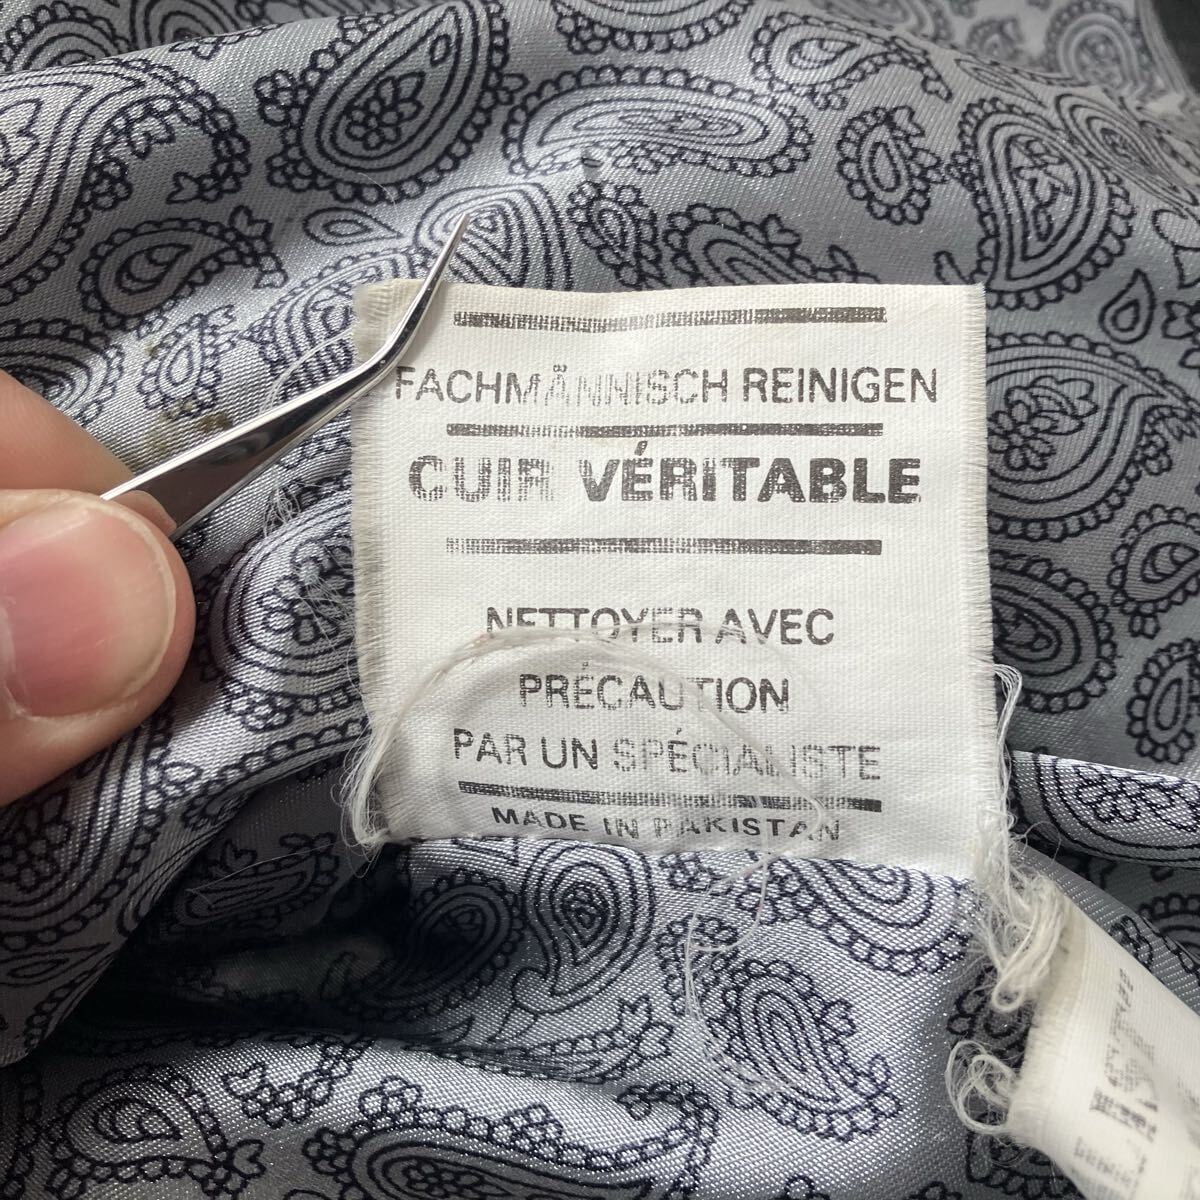 FACHMÄNNISCH REINIGEN
CUIR VÉRITABLE
NETTOYER AVEC
PRÉCAUTION
PAR UN SPÉCIALISTE
MADE IN PAKISTAN